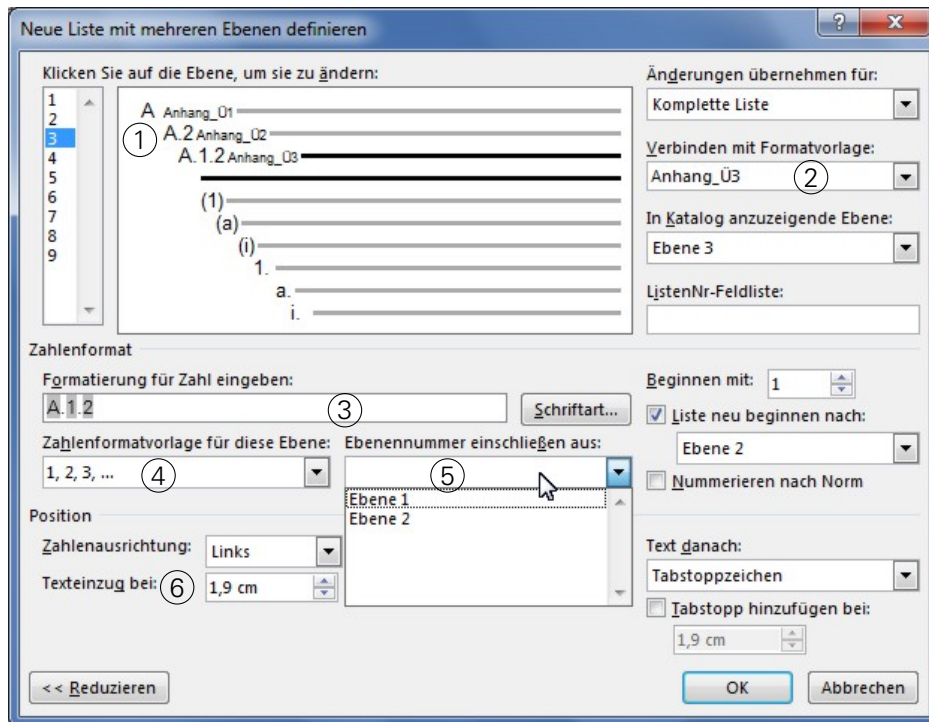 Neue Liste mit mehreren Ebenen definieren
? X
Klicken Sie auf die Ebene, um sie zu ändern:
1
2
3
4
5
6
7
8
9
A Anhang_Ü1
① A.2 Anhang_Ü2
A.1.2 Anhang_Ü3
(1)
(a)
(i)
1.
a.
i.
Änderungen übernehmen für:
Komplette Liste
Verbinden mit Formatvorlage:
Anhang_Ü3 ②
In Katalog anzuzeigende Ebene:
Ebene 3
ListenNr-Feldliste:
Zahlenformat
Formatierung für Zahl eingeben:
A.1.2 ③
Schriftart...
Beginnen mit: 1
Liste neu beginnen nach:
Ebene 2
Nummerieren nach Norm
Zahlenformatvorlage für diese Ebene:
1, 2, 3, ... ④
Ebenennummer einschließen aus:
⑤
Ebene 1
Ebene 2
Position
Zahlenausrichtung: Links
Texteinzug bei: ⑥ 1,9 cm
Text danach:
Tabstoppzeichen
Tabstopp hinzufügen bei:
1,9 cm
<< Reduzieren
OK
Abbrechen